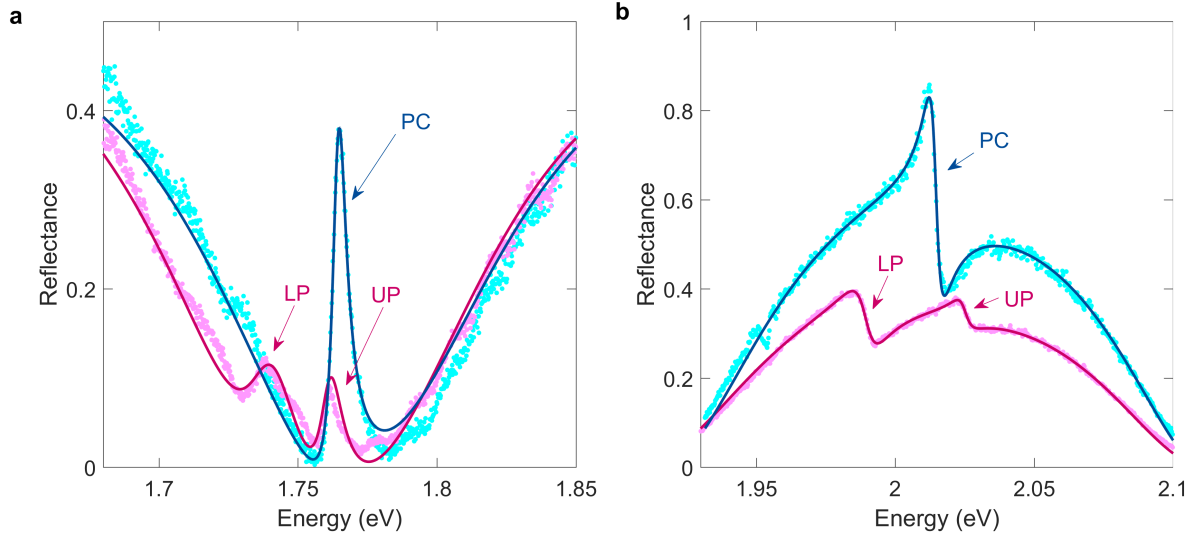 a
Reflectance
0.4
0.2
0
1.7
1.75
1.8
1.85
Energy (eV)
PC
LP
UP
b
Reflectance
1
0.8
0.6
0.4
0.2
0
1.95
2
2.05
2.1
Energy (eV)
PC
LP
UP